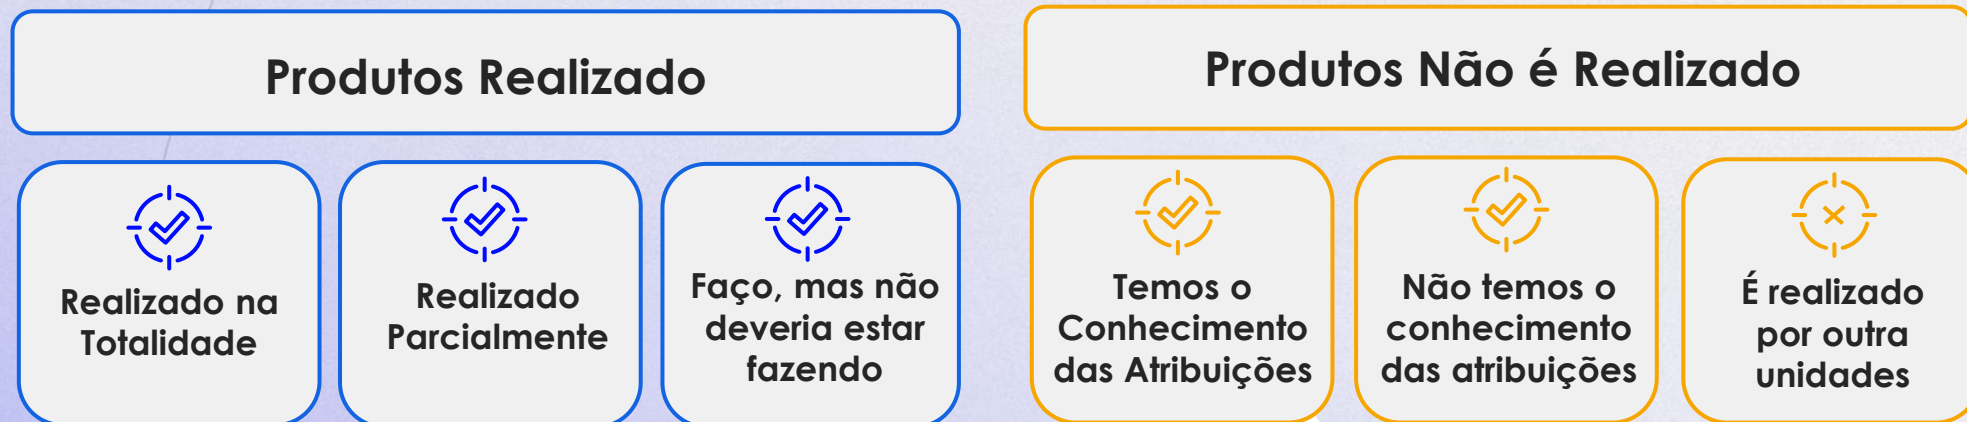 Produtos Realizado
Realizado na
Totalidade
Realizado
Parcialmente
Faço, mas não
deveria estar
fazendo
Produtos Não é Realizado
Temos o
Conhecimento
das Atribuições
Não temos o
conhecimento
das atribuições
É realizado
por outra
unidades